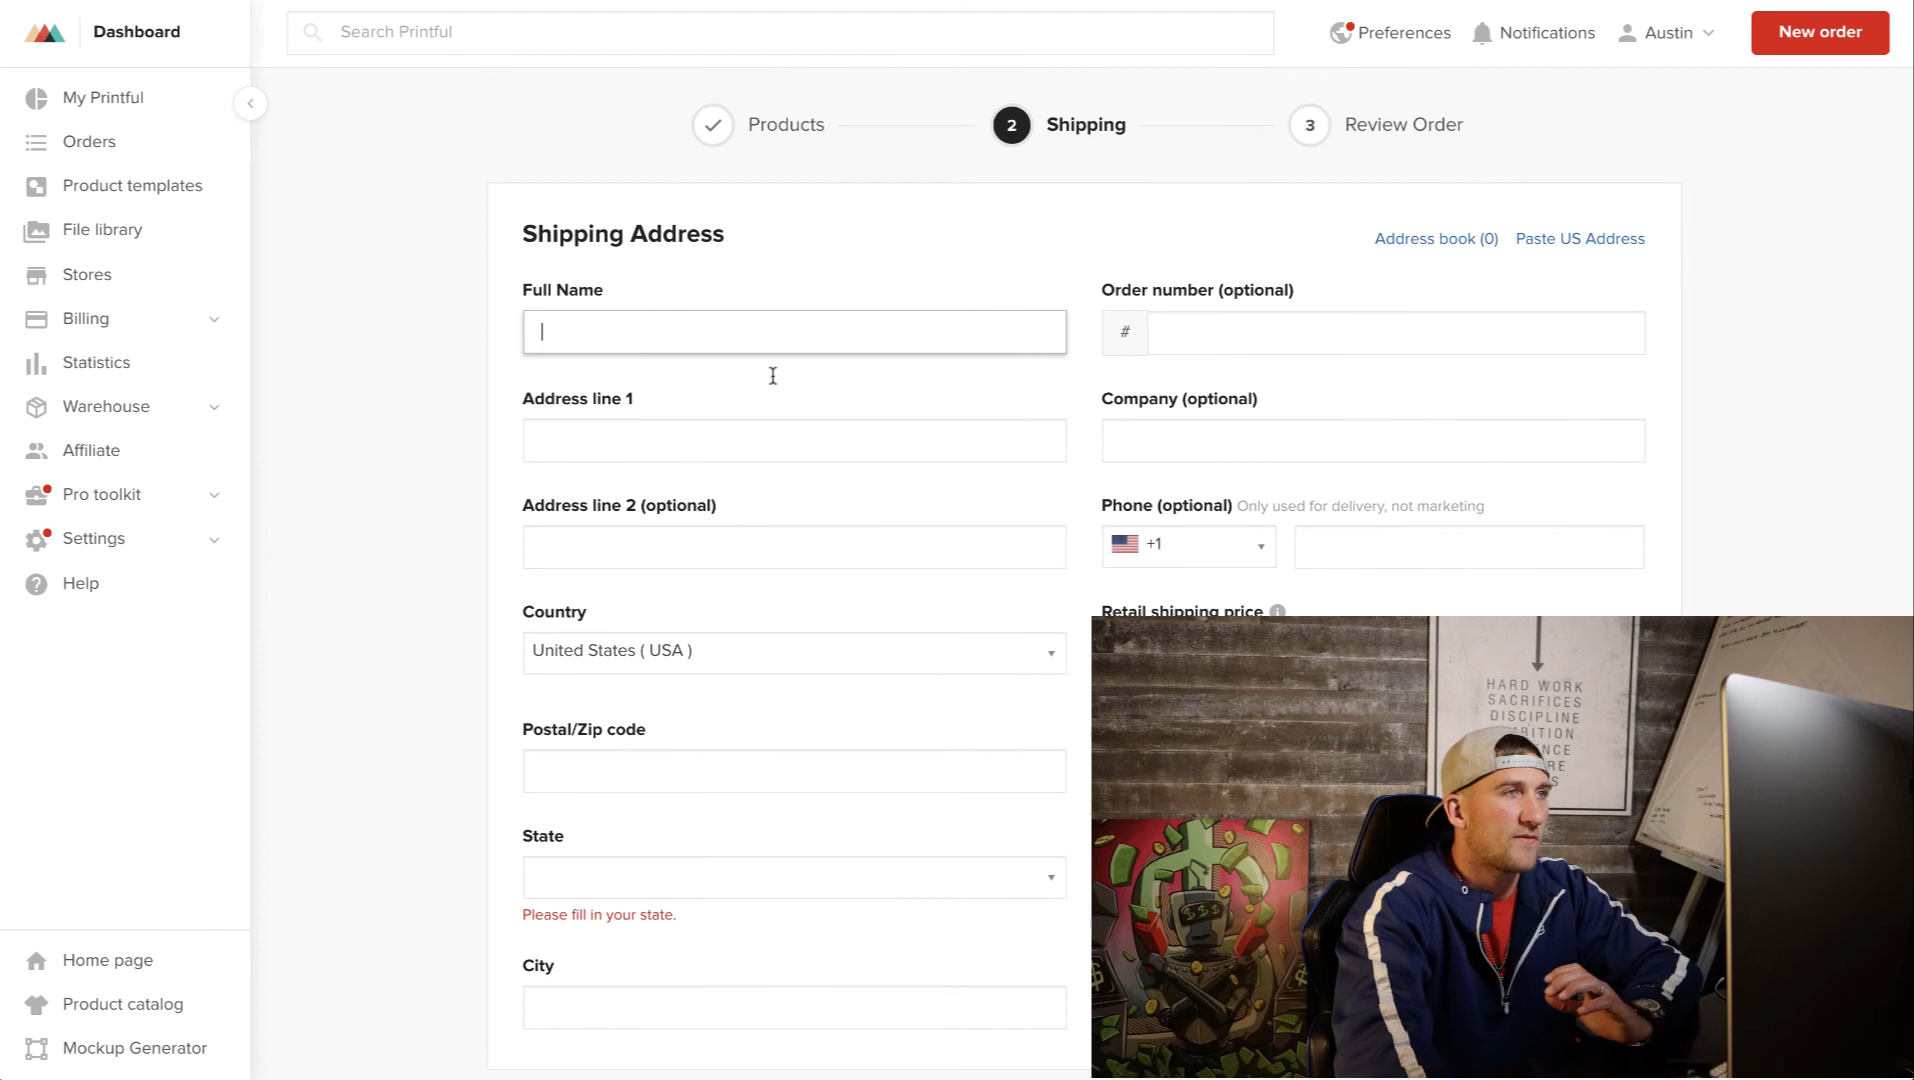 Dashboard
Search Printful
Preferences
Notifications
Austin
New order
My Printful
Orders
Product templates
File library
Stores
Billing
Statistics
Warehouse
Affiliate
Pro toolkit
Settings
Help
Home page
Product catalog
Mockup Generator
Products
2 Shipping
3 Review Order
Shipping Address
Address book (0) Paste US Address
Full Name
Order number (optional)
#
Address line 1
Company (optional)
Address line 2 (optional)
Phone (optional) Only used for delivery, not marketing
+1
Country
Retail shipping price
United States ( USA )
Postal/Zip code
State
Please fill in your state.
City
HARD WORK
SACRIFICES
DISCIPLINE
$$$